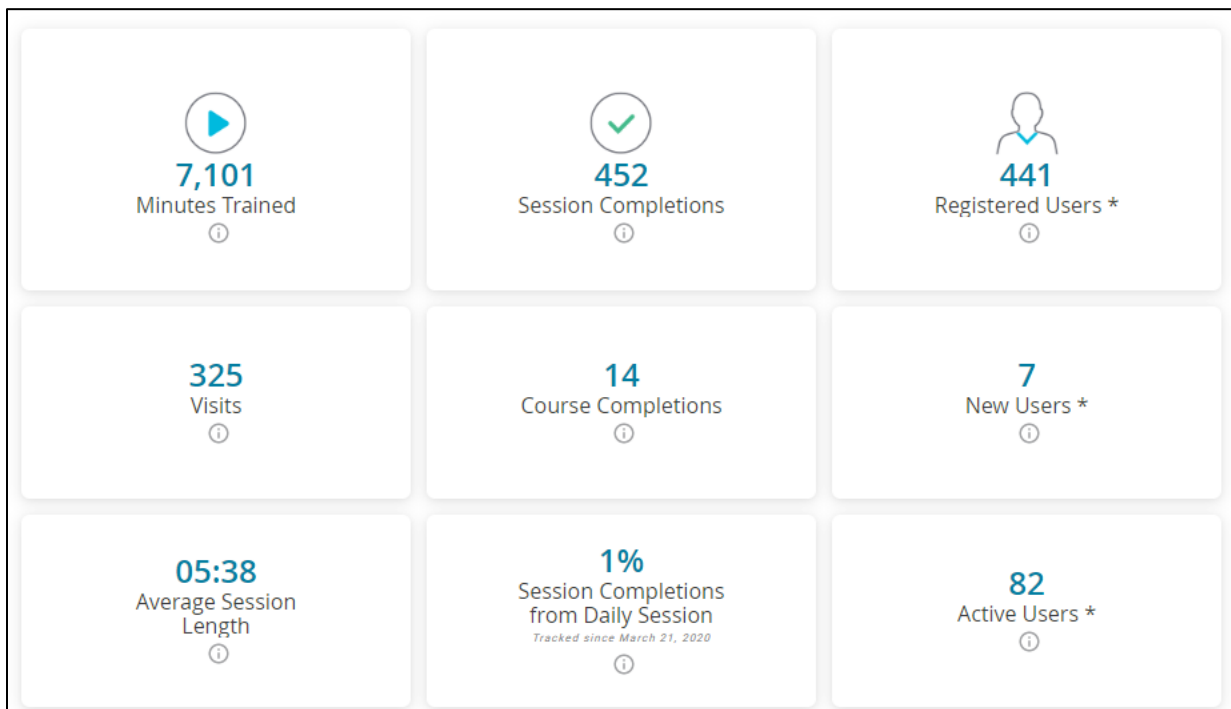 7,101
Minutes Trained
452
Session Completions
441
Registered Users *
325
Visits
14
Course Completions
7
New Users *
05:38
Average Session
Length
1%
Session Completions
from Daily Session
Tracked since March 21, 2020
82
Active Users *